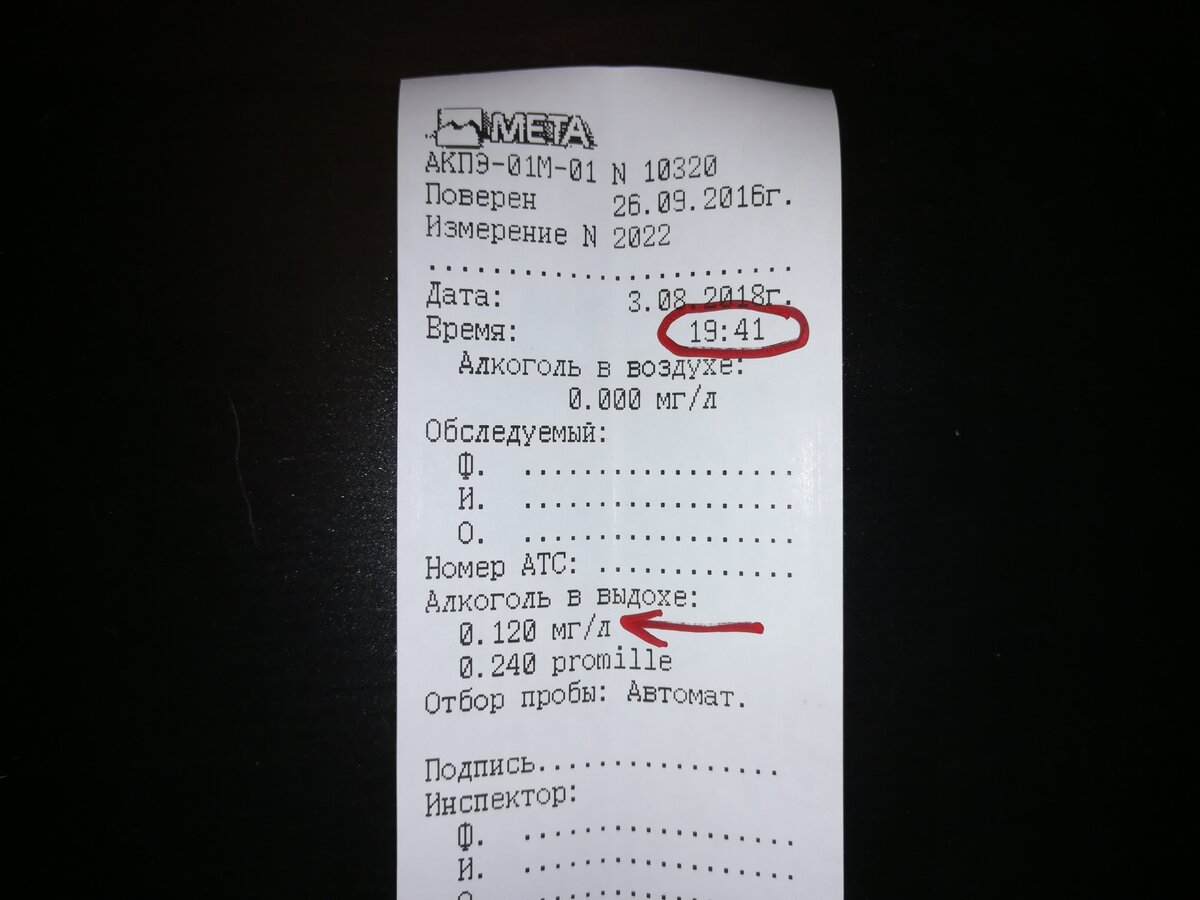 META
АКПЭ-01М-01 N 10320
Поверен 26.09.2016г.
Измерение N 2022
.......................
Дата: 3.08.2018г.
Время: 19:41
Алкоголь в воздухе:
0.000 мг/л
Обследуемый:
Ф. .................
И. .................
О. .................
Номер АТС: .............
Алкоголь в выдохе:
0.120 мг/л
0.240 promille
Отбор пробы: Автомат.
Подпись...............
Инспектор:
Ф. .................
И. .................